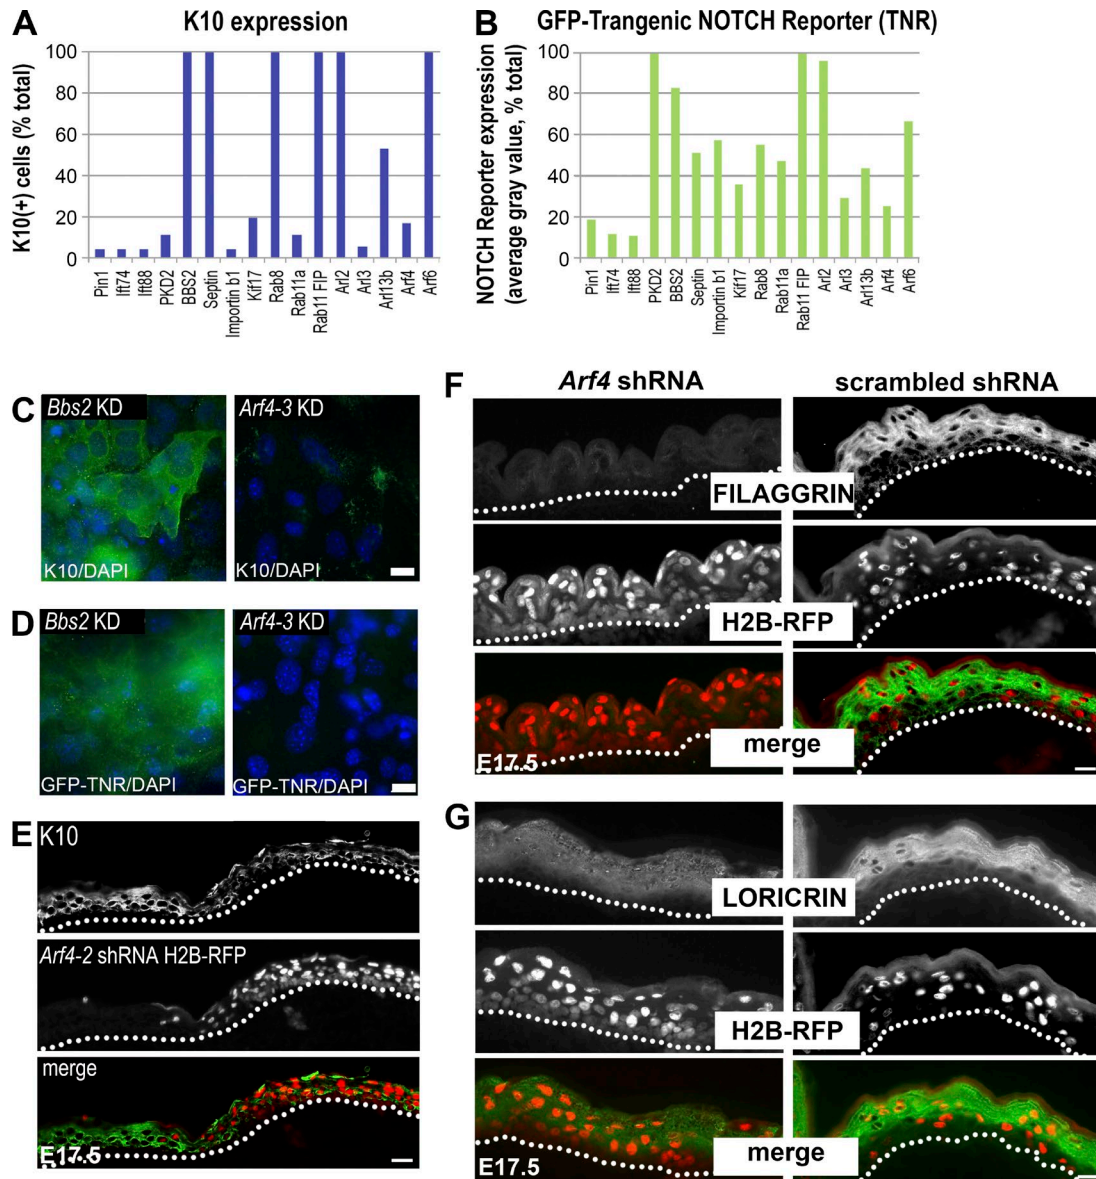 A
K10 expression
K10(+) cells (% total)
100
80
60
40
20
0
Pin1
Ift74
Ift88
PKD2
BBS2
Septin
Importin b1
Kif17
Rab8
Rab11a
Rab11 FIP
Arl2
Arl3
Arl13b
Arf4
Arf6
B
GFP-Trangenic NOTCH Reporter (TNR)
NOTCH Reporter expression
(average gray value, % total)
100
80
60
40
20
0
Pin1
Ift74
Ift88
PKD2
BBS2
Septin
Importin b1
Kif17
Rab8
Rab11a
Rab11 FIP
Arl2
Arl3
Arl13b
Arf4
Arf6
C
Bbs2 KD
K10/DAPI
Arf4-3 KD
K10/DAPI
D
Bbs2 KD
GFP-TNR/DAPI
Arf4-3 KD
GFP-TNR/DAPI
E
K10
Arf4-2 shRNA H2B-RFP
merge
E17.5
F
Arf4 shRNA
scrambled shRNA
FILAGGRIN
H2B-RFP
merge
E17.5
G
LORICRIN
H2B-RFP
merge
E17.5